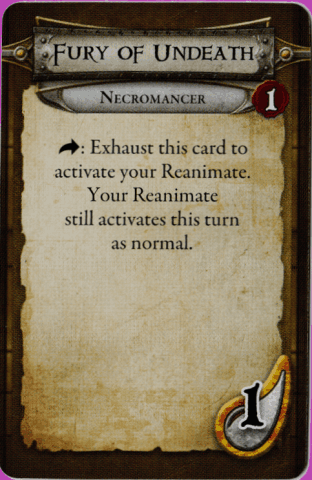 Fury of Undeath
Necromancer
1
: Exhaust this card to
activate your Reanimate.
Your Reanimate
still activates this turn
as normal.
1